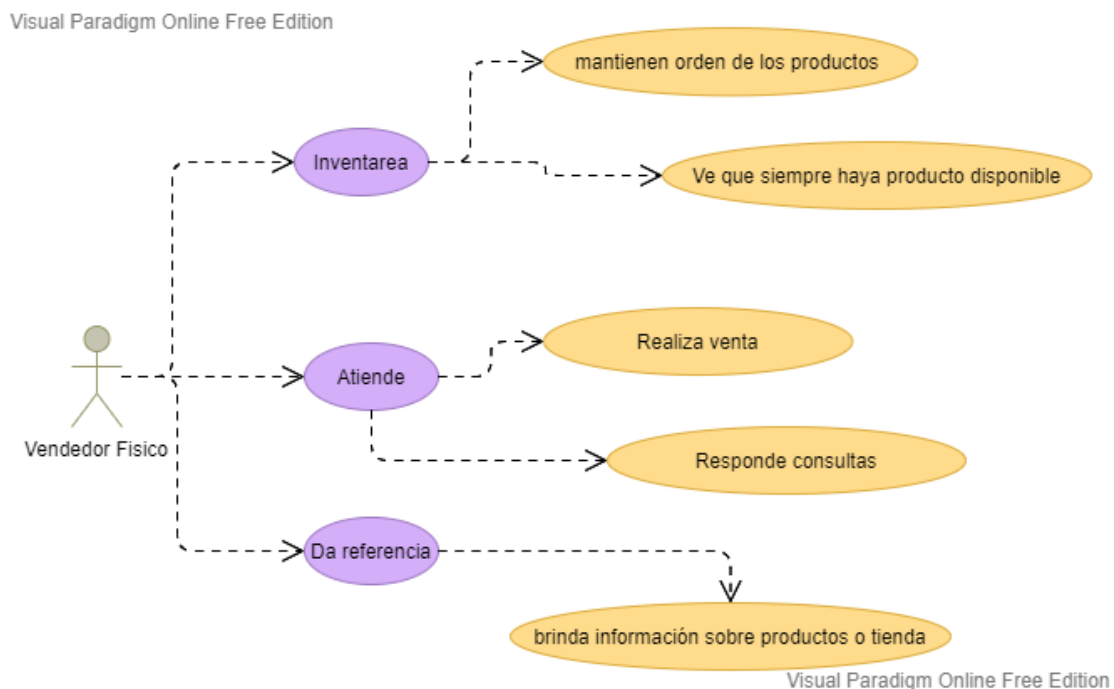 Visual Paradigm Online Free Edition
mantienen orden de los productos
Inventarea
Ve que siempre haya producto disponible
Realiza venta
Atiende
Vendedor Fisico
Responde consultas
Da referencia
brinda información sobre productos o tienda
Visual Paradigm Online Free Edition